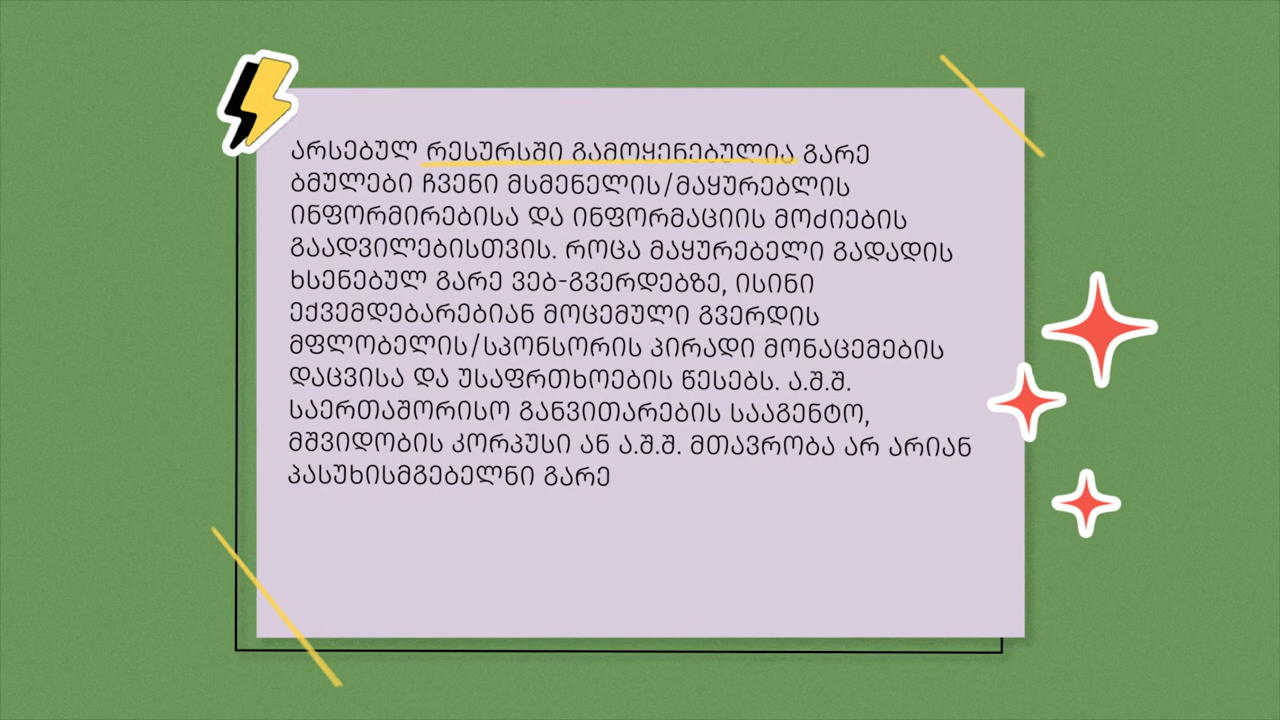 არსებულ რესურსში გამოყენებულია გარე
ბმულები ჩვენი მსმენელის/მაყურებლის
ინფორმირებისა და ინფორმაციის მოძიების
გაადვილებისთვის. როცა მაყურებელი გადადის
ხსენებულ გარე ვებ-გვერდებზე, ისინი
ექვემდებარებიან მოცემული გვერდის
მფლობელის/სპონსორის პირადი მონაცემების
დაცვისა და უსაფრთხოების წესებს. ა.შ.შ.
საერთაშორისო განვითარების სააგენტო,
მშვიდობის კორპუსი ან ა.შ.შ. მთავრობა არ არიან
პასუხისმგებელნი გარე